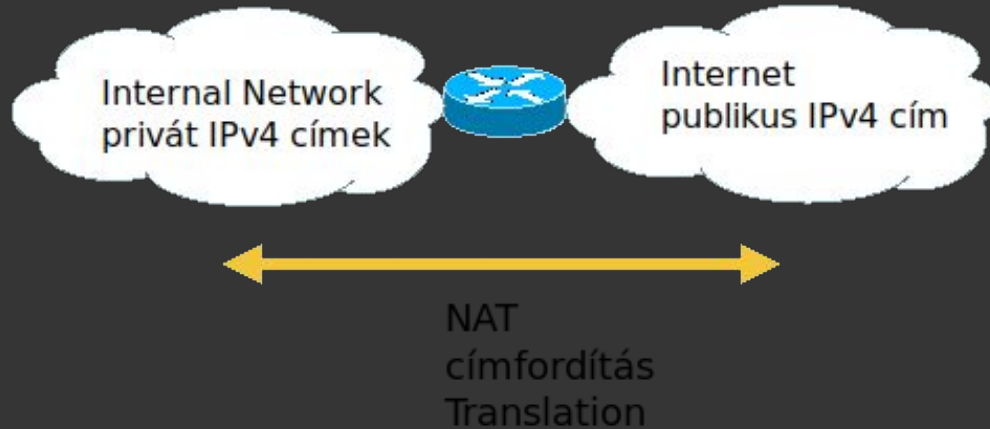 Internal Network
privát IPv4 címek
Internet
publikus IPv4 cím
NAT
címfordítás
Translation